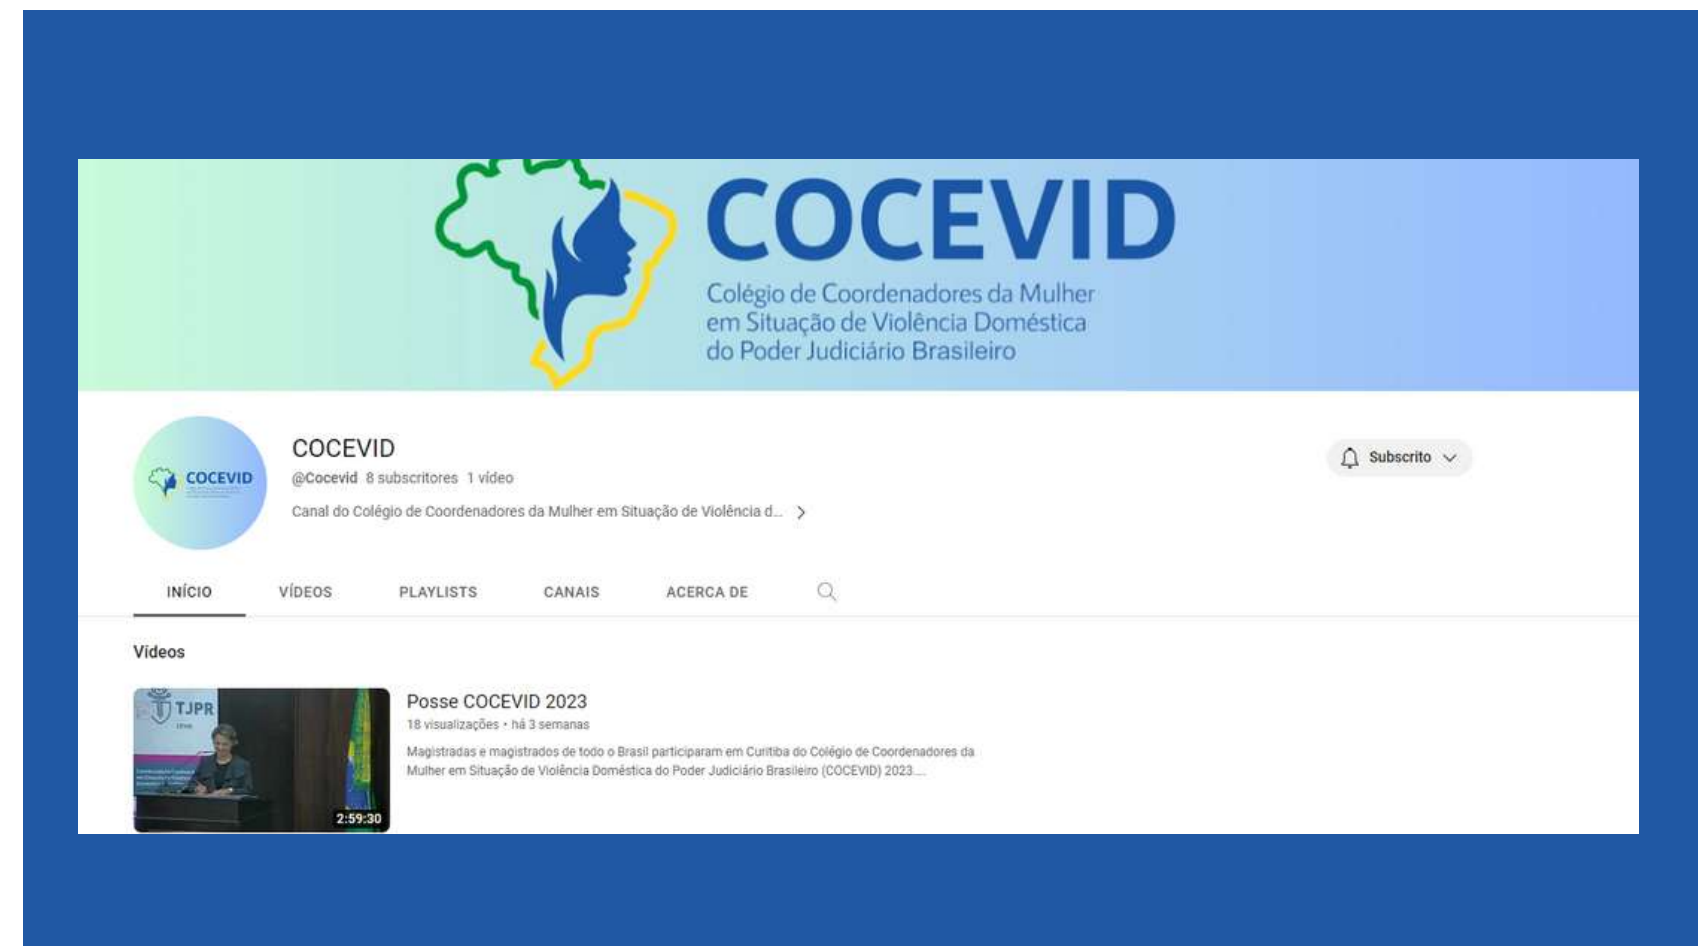 COCEVID
Colégio de Coordenadores da Mulher
em Situação de Violência Doméstica
do Poder Judiciário Brasileiro
COCEVID
COCEVID
@Cocevid 8 subscritores 1 vídeo
Canal do Colégio de Coordenadores da Mulher em Situação de Violência d...
Subscrito
INÍCIO VÍDEOS PLAYLISTS CANAIS ACERCA DE
Vídeos
TJPR
2:59:30
Posse COCEVID 2023
18 visualizações • há 3 semanas
Magistradas e magistrados de todo o Brasil participaram em Curitiba do Colégio de Coordenadores da
Mulher em Situação de Violência Doméstica do Poder Judiciário Brasileiro (COCEVID) 2023....